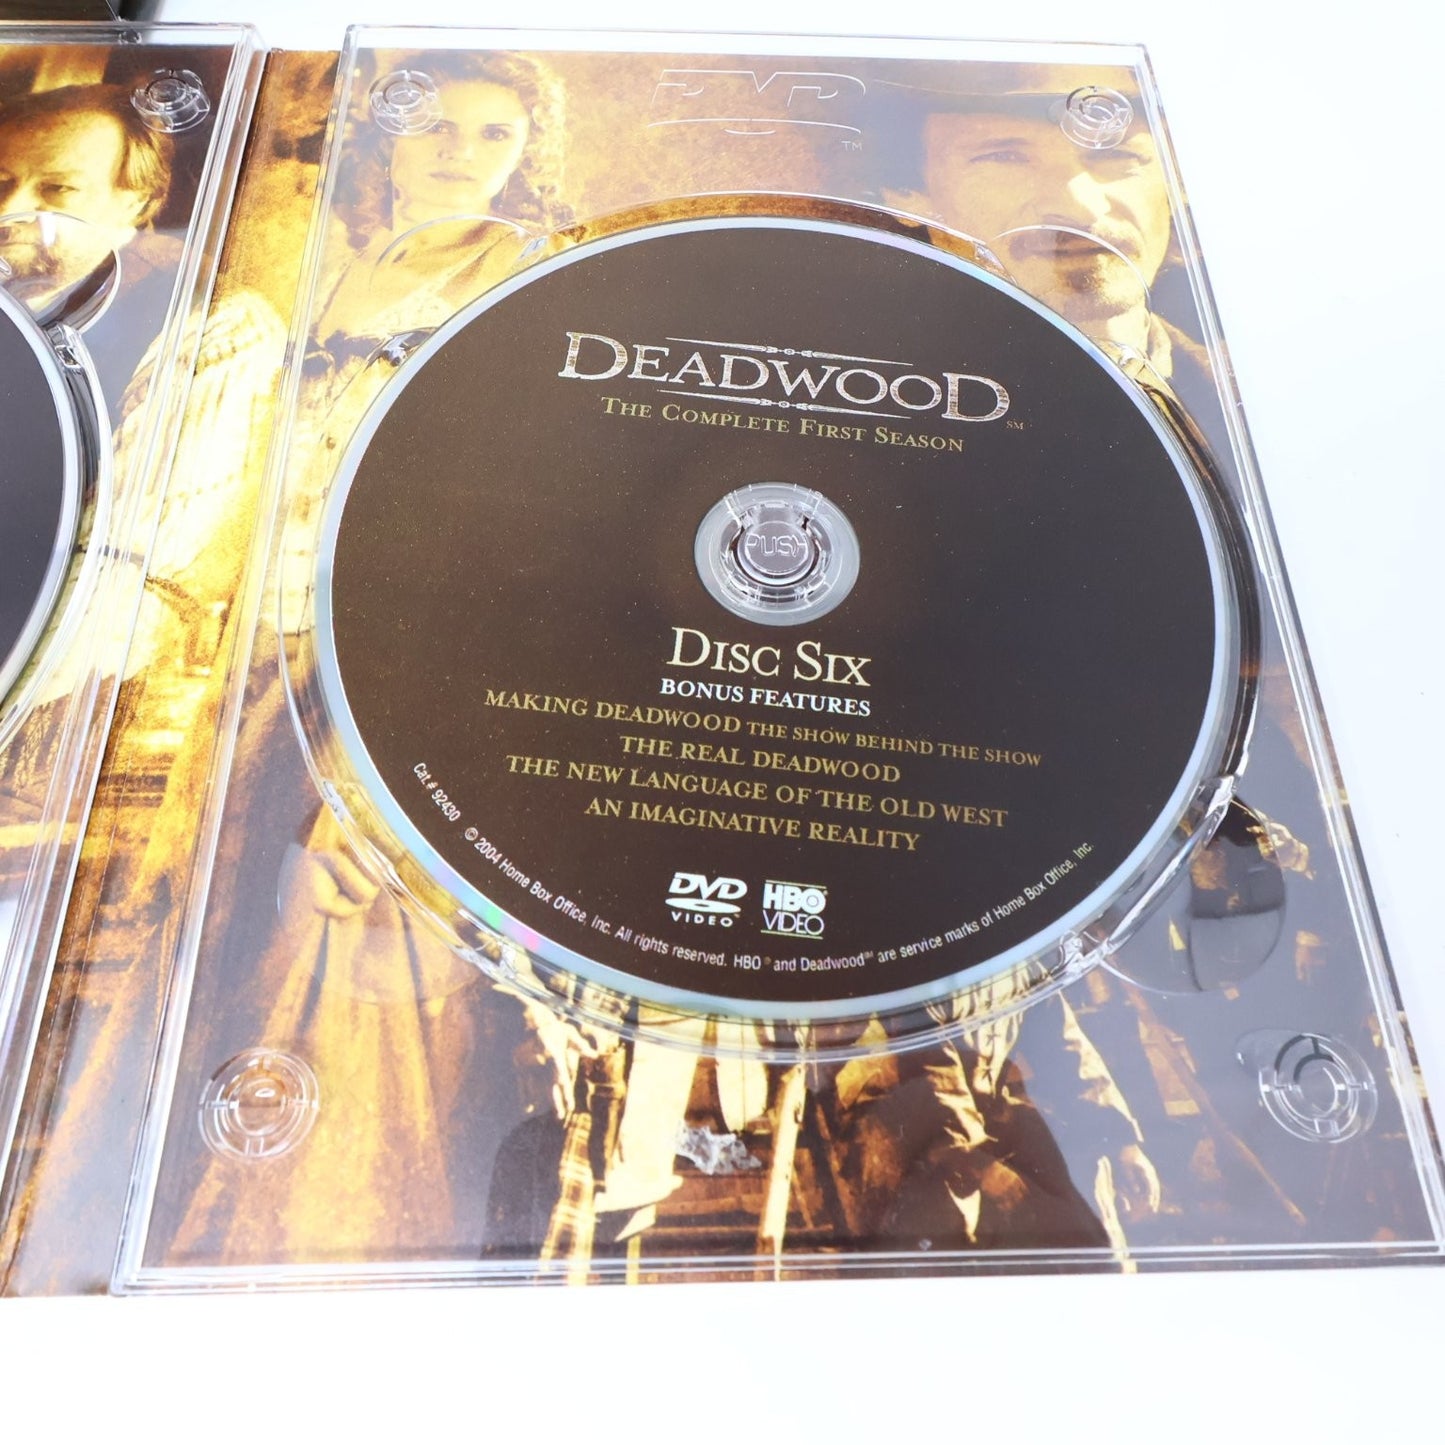 DVD
TM
DEADWOOD SM
THE COMPLETE FIRST SEASON
PUSH
DISC SIX
BONUS FEATURES
MAKING DEADWOOD THE SHOW BEHIND THE SHOW
THE REAL DEADWOOD
THE NEW LANGUAGE OF THE OLD WEST
AN IMAGINATIVE REALITY
DVD VIDEO™
HBO VIDEO
Cat.# 92430 © 2004 Home Box Office, Inc. All rights reserved. HBO® and Deadwood℠ are service marks of Home Box Office, Inc.